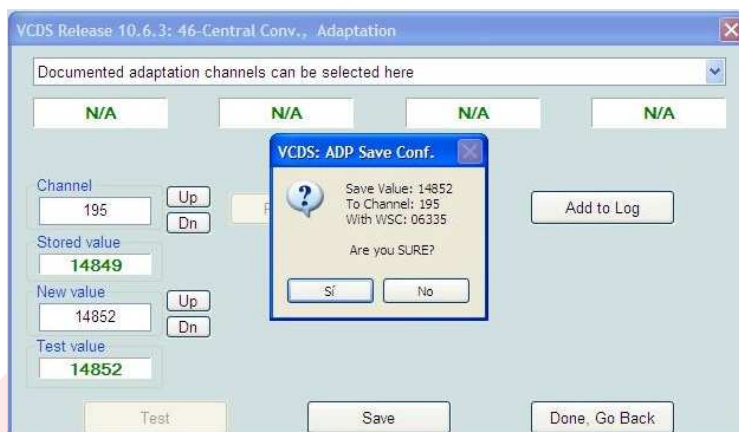 VCDS Release 10.6.3: 46-Central Conv., Adaptation
Documented adaptation channels can be selected here
N/A N/A N/A N/A
VCDS: ADP Save Conf.
Save Value: 14852
To Channel: 195
With WSC: 06335
Are you SURE?
Sí No
Channel
195
Up
Dn
Add to Log
Stored value
14849
New value
14852
Up
Dn
Test value
14852
Test Save Done, Go Back